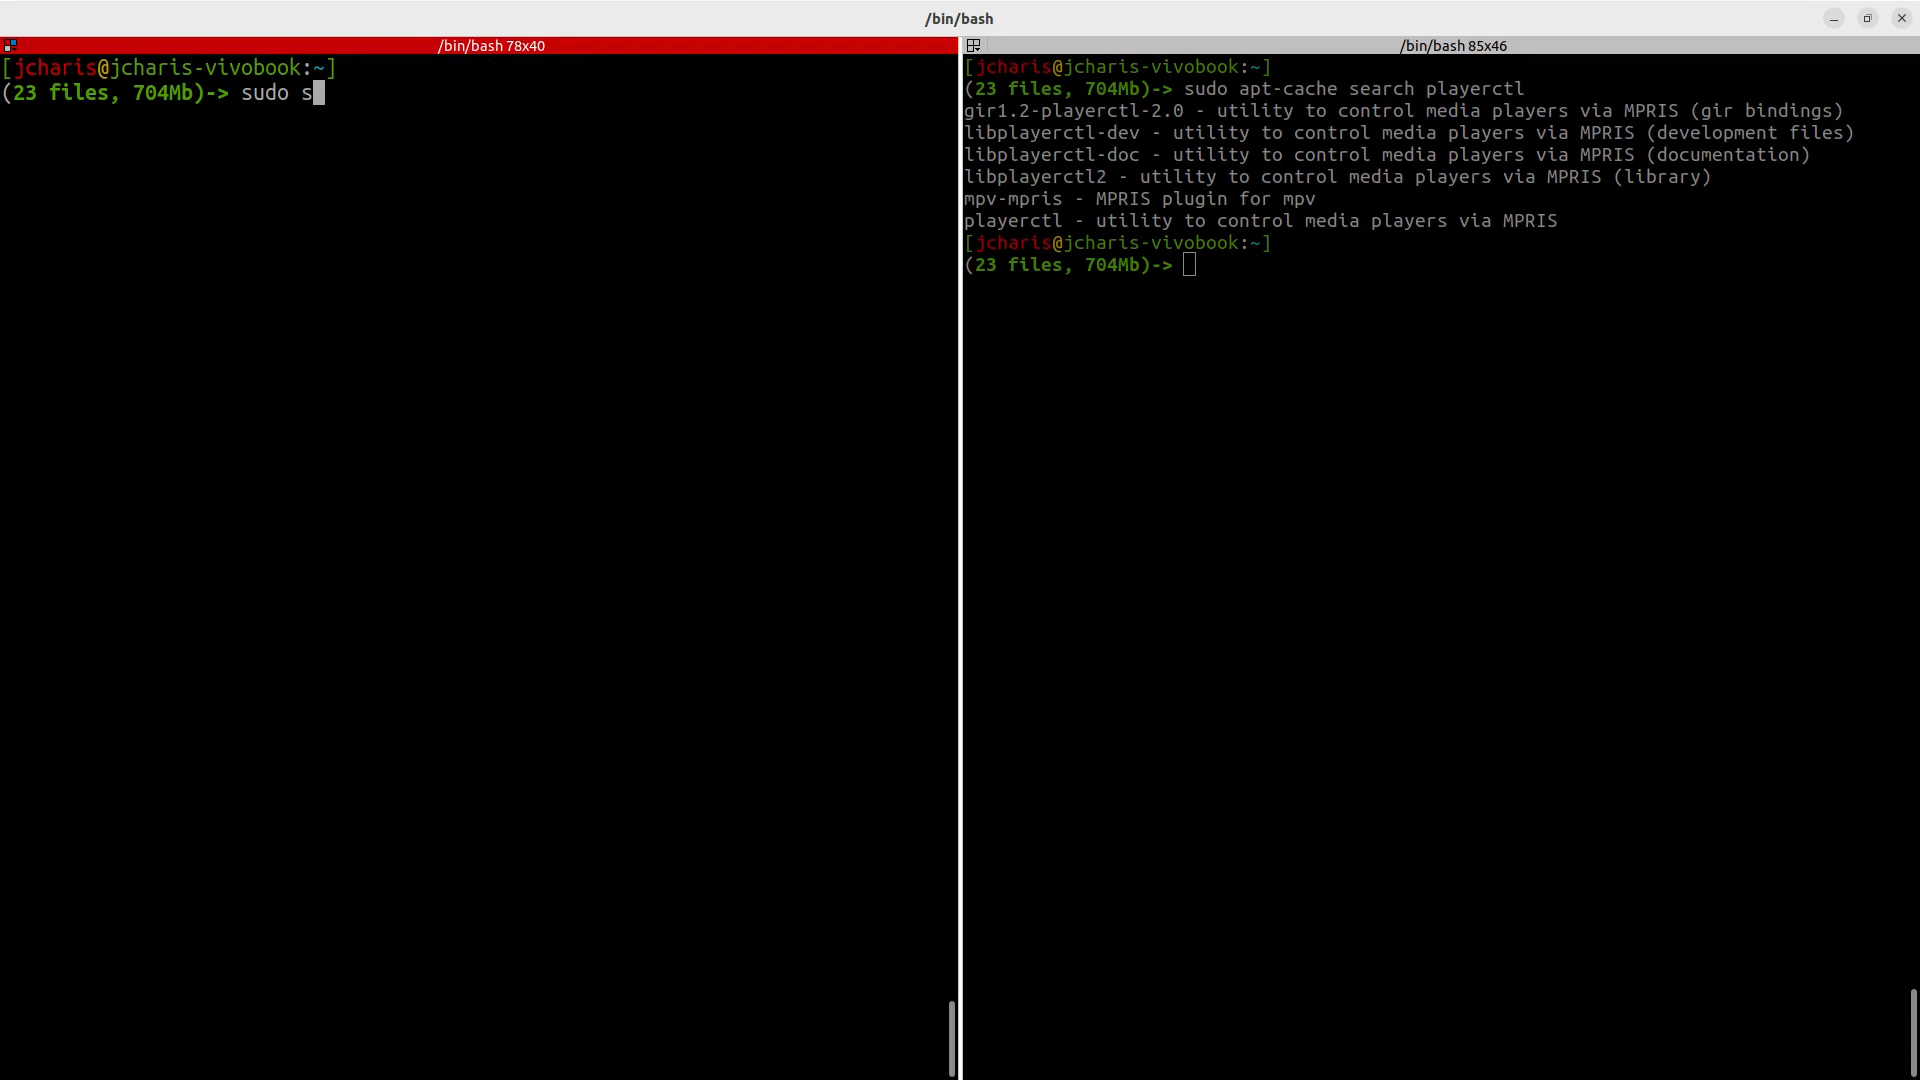 /bin/bash
/bin/bash 78x40
[jcharis@jcharis-vivobook:~]
(23 files, 704Mb)-> sudo s
/bin/bash 85x46
[jcharis@jcharis-vivobook:~]
(23 files, 704Mb)-> sudo apt-cache search playerctl
gir1.2-playerctl-2.0 - utility to control media players via MPRIS (gir bindings)
libplayerctl-dev - utility to control media players via MPRIS (development files)
libplayerctl-doc - utility to control media players via MPRIS (documentation)
libplayerctl2 - utility to control media players via MPRIS (library)
mpv-mpris - MPRIS plugin for mpv
playerctl - utility to control media players via MPRIS
[jcharis@jcharis-vivobook:~]
(23 files, 704Mb)->